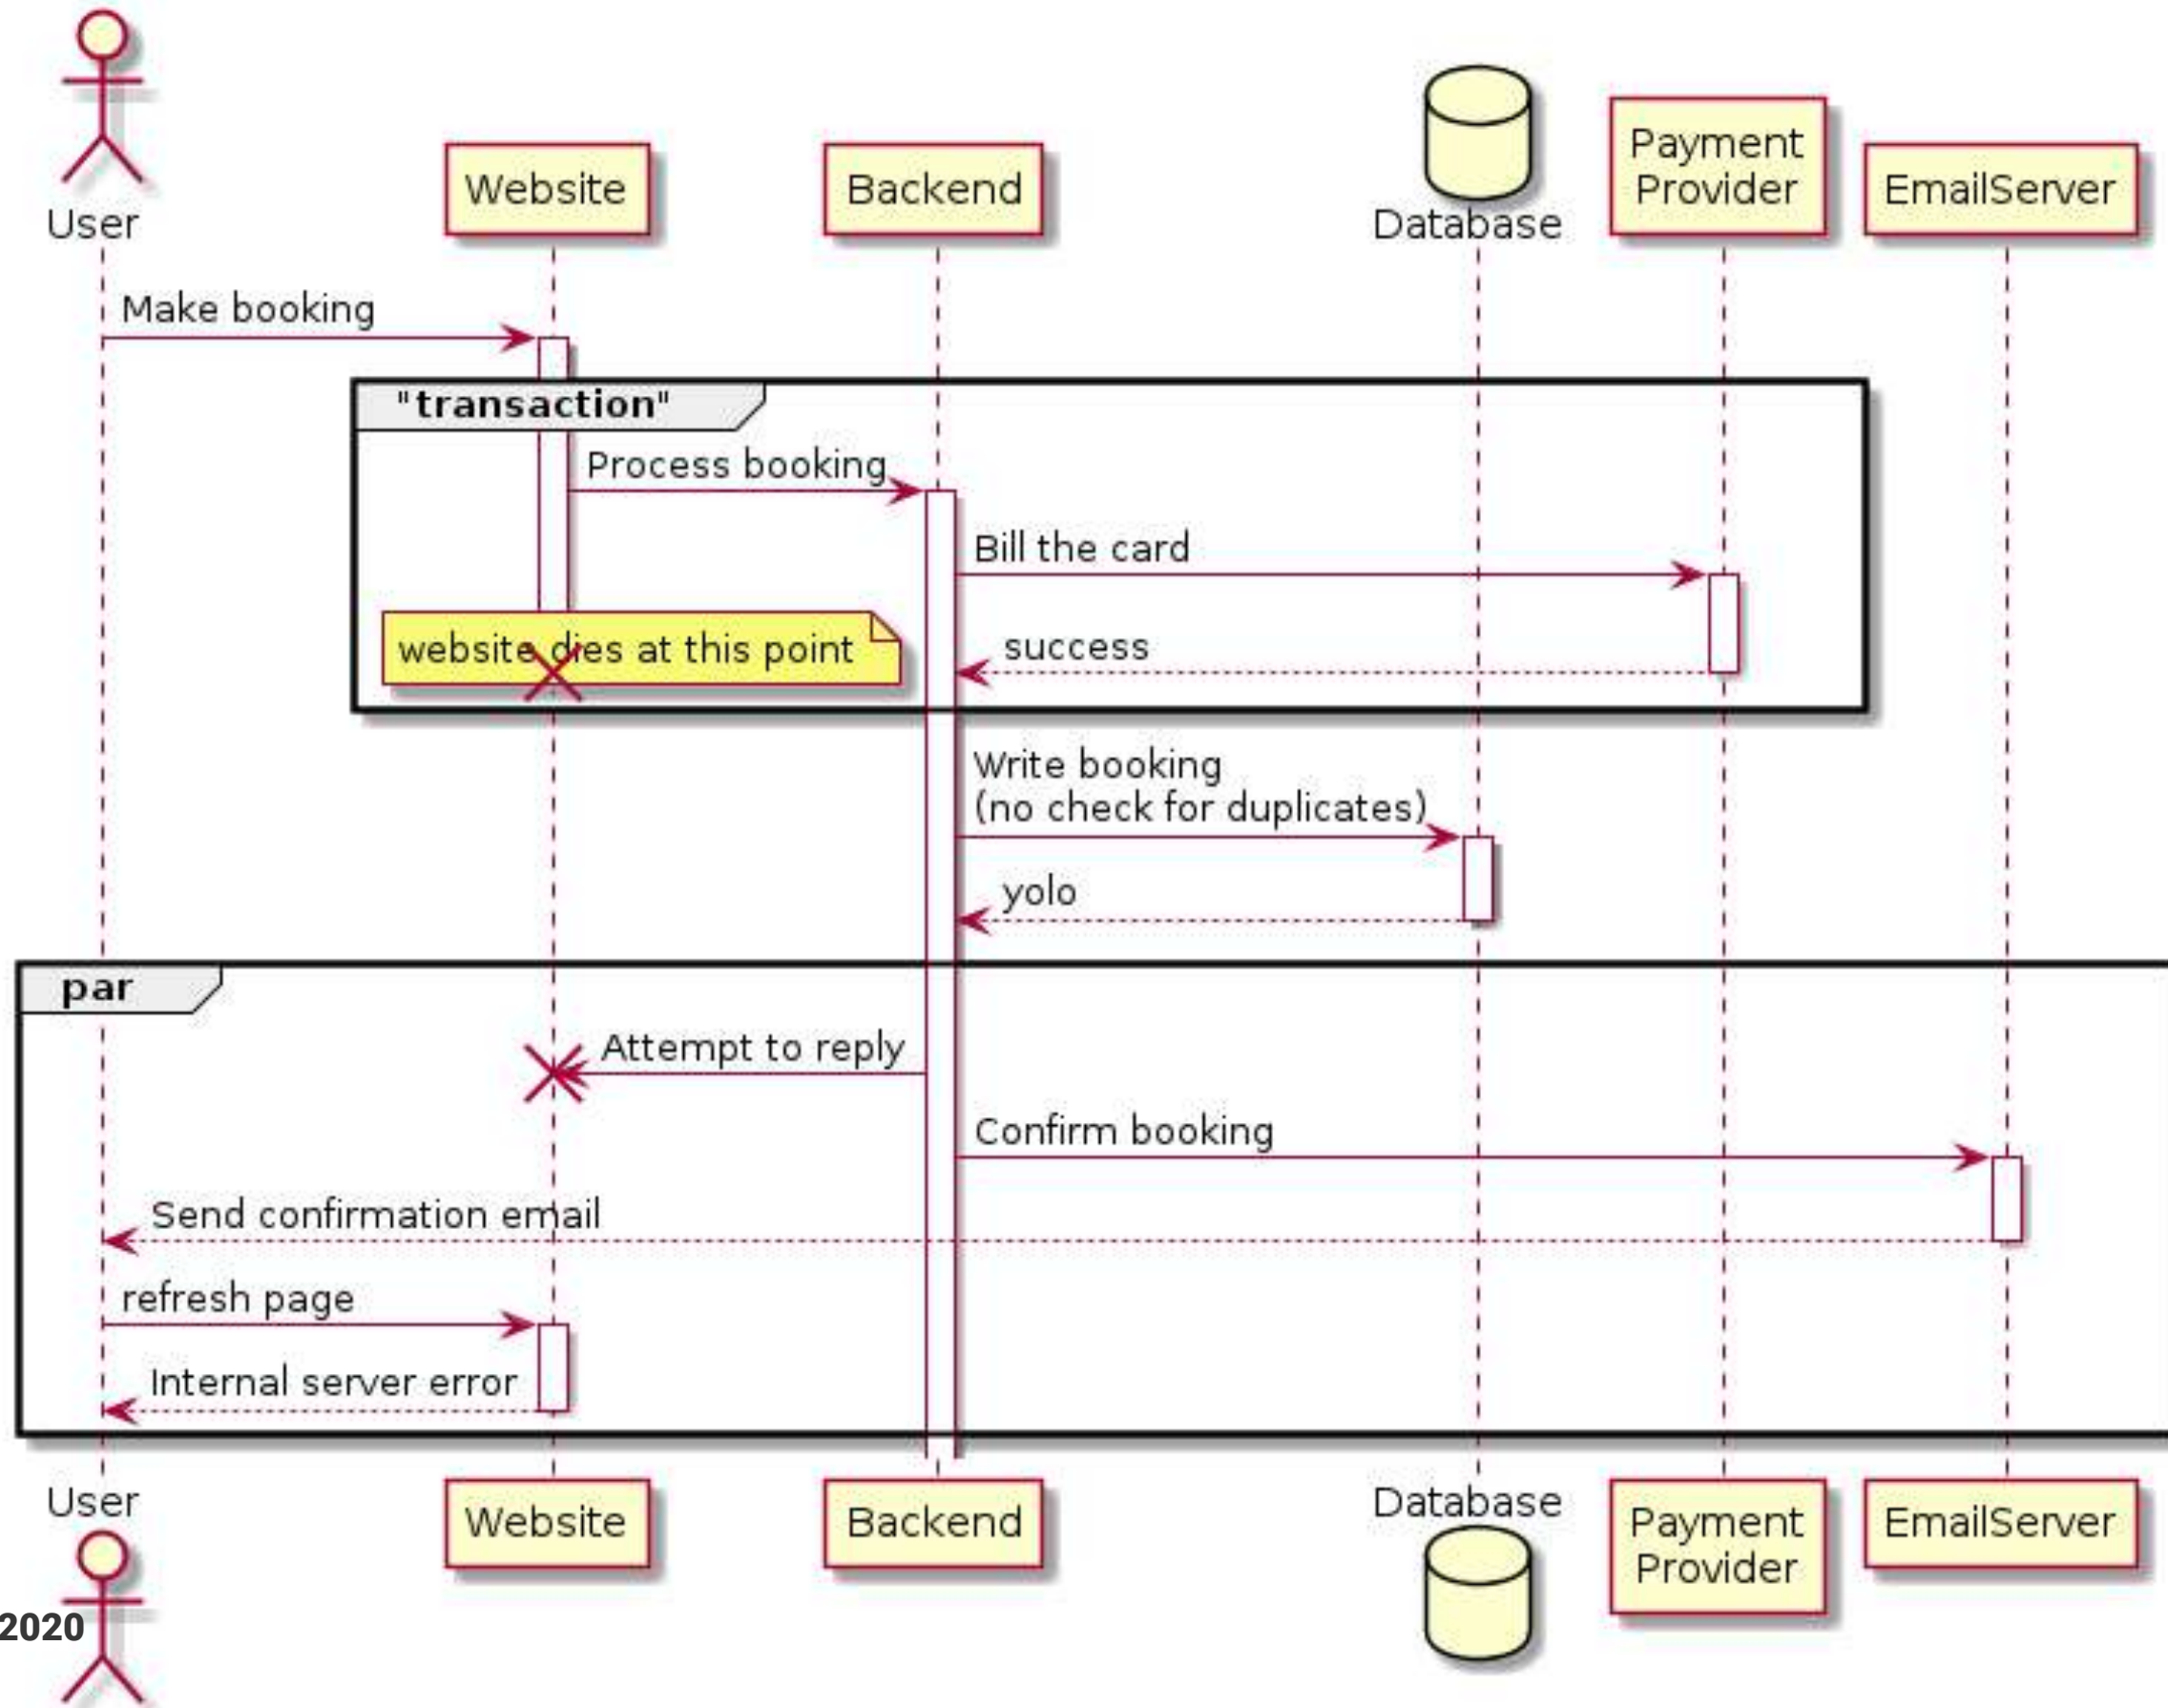 User
Website
Backend
Database
Payment
Provider
EmailServer
Make booking
"transaction"
Process booking
Bill the card
website dies at this point
success
Write booking
(no check for duplicates)
yolo
par
Attempt to reply
Confirm booking
Send confirmation email
refresh page
Internal server error
User
Website
Backend
Database
Payment
Provider
EmailServer
2020